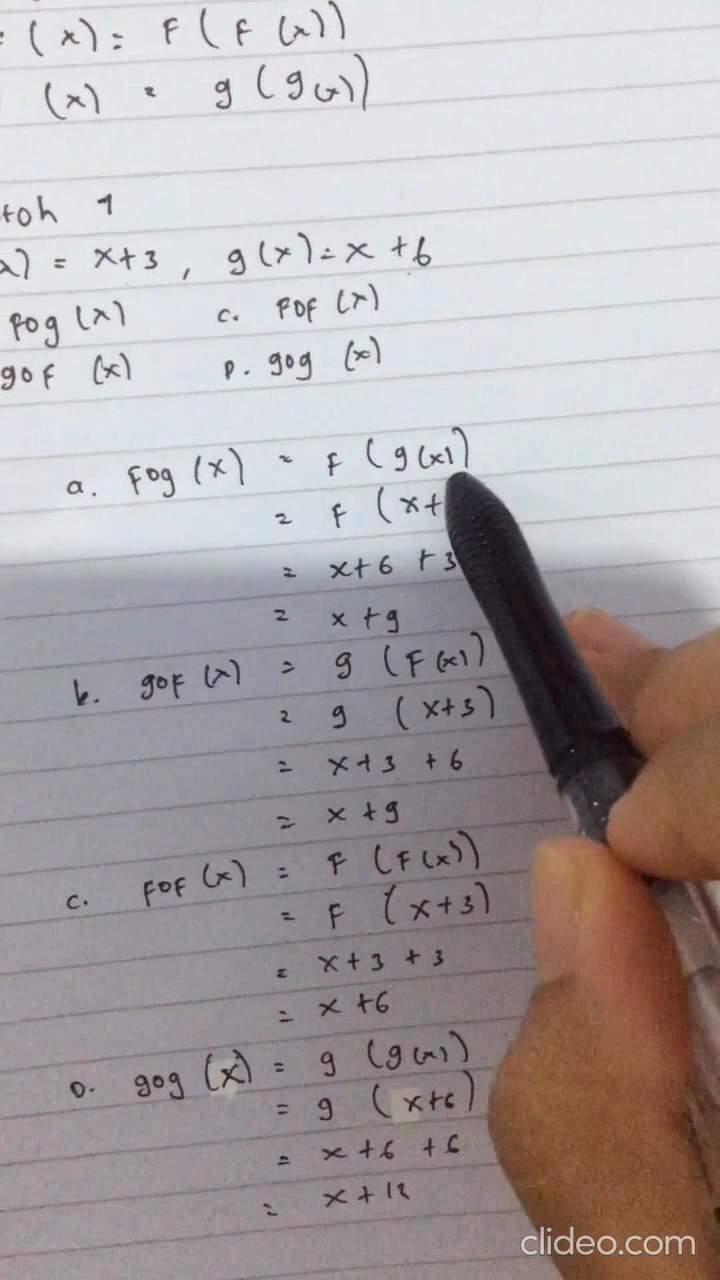 (x) = F(F(x))
(x) = g(g(x))
toh 1
x) = x+3, g(x) = x+6
Fog(x) c. FOF(x)
goF (x) D. gog (x)
a. Fog(x) = F(g(x))
= F(x+
= x+6 +3
= x+9
b. goF(x) = g(F(x))
= g (x+3)
= x+3 +6
= x+9
c. FOF(x) = F(F(x))
= F (x+3)
= x+3+3
= x+6
D. gog(x) = g(g(x))
= g (x+6)
= x+6 +6
= x+12
clideo.com